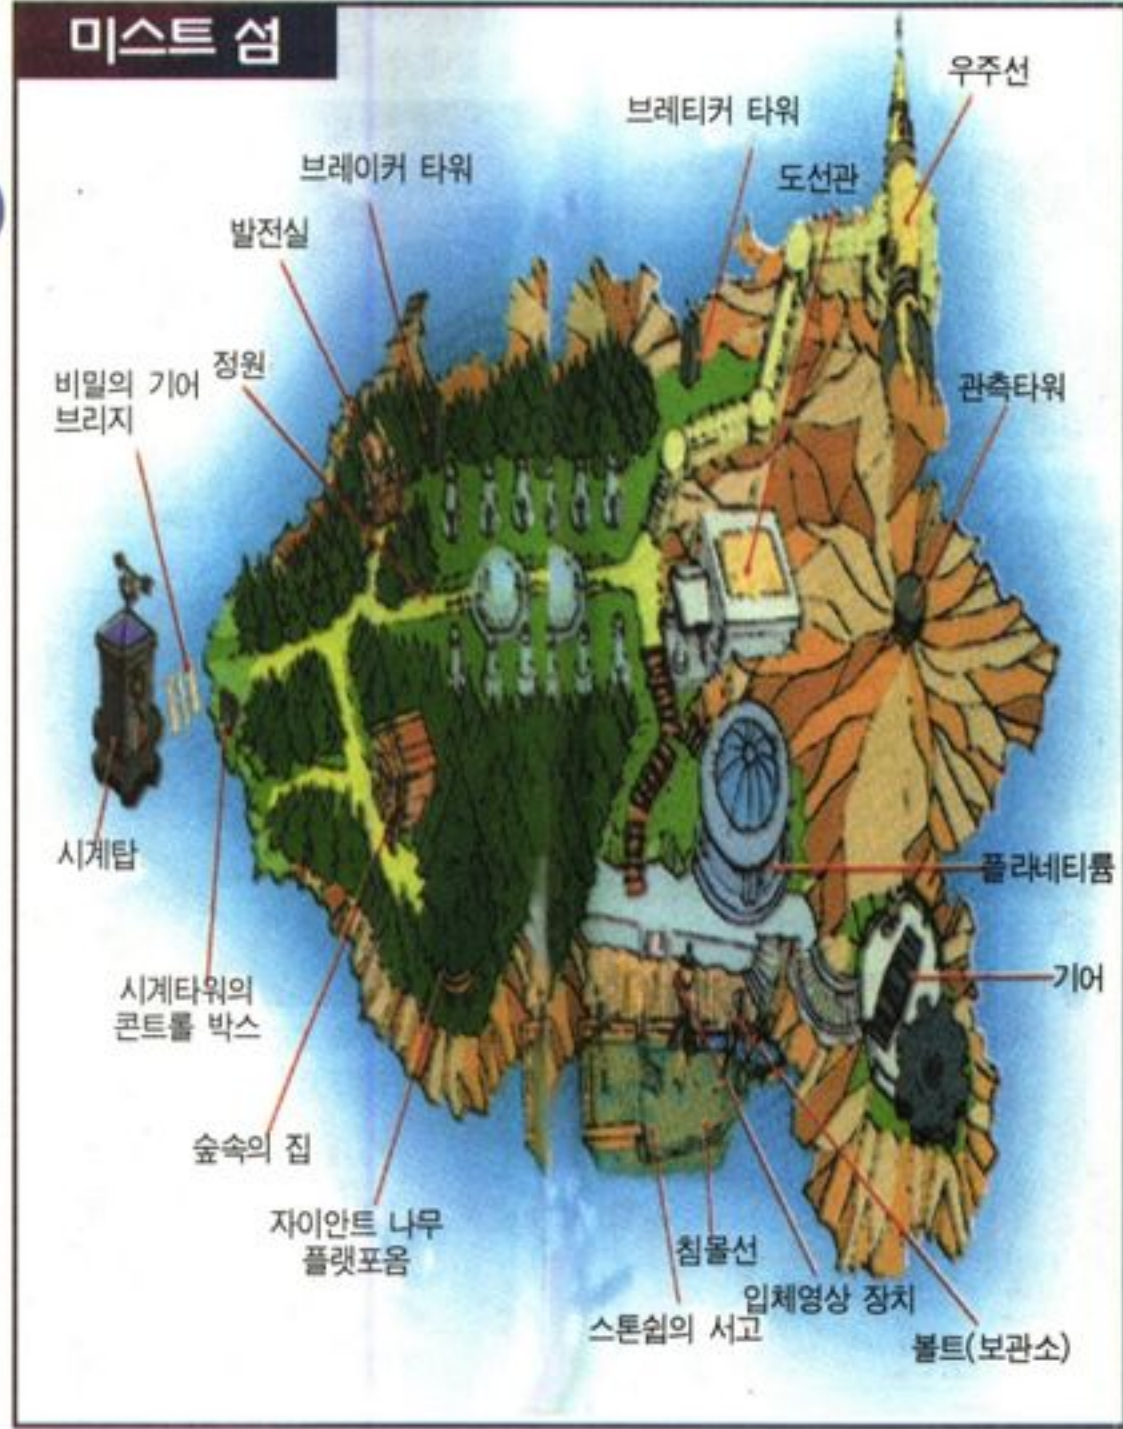 미스트 섬
우주선
브레티커 타워
브레이커 타워
도선관
발전실
정원
비밀의 기어
브리지
관측타워
시계탑
플라네티륨
기어
시계타워의
콘트롤 박스
숲속의 집
자이안트 나무
플랫포옴
침몰선
입체영상 장치
스톤쉽의 서고
볼트(보관소)